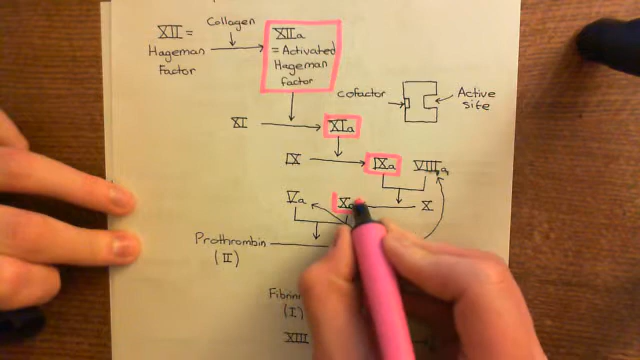 Collagen
XII =
Hageman
Factor
XIIa
= Activated
Hageman
factor
cofactor
Active
site
XI
XIa
IX
IXa
VIIIa
Va
Xa
X
Prothrombin
(II)
(I)
XIII